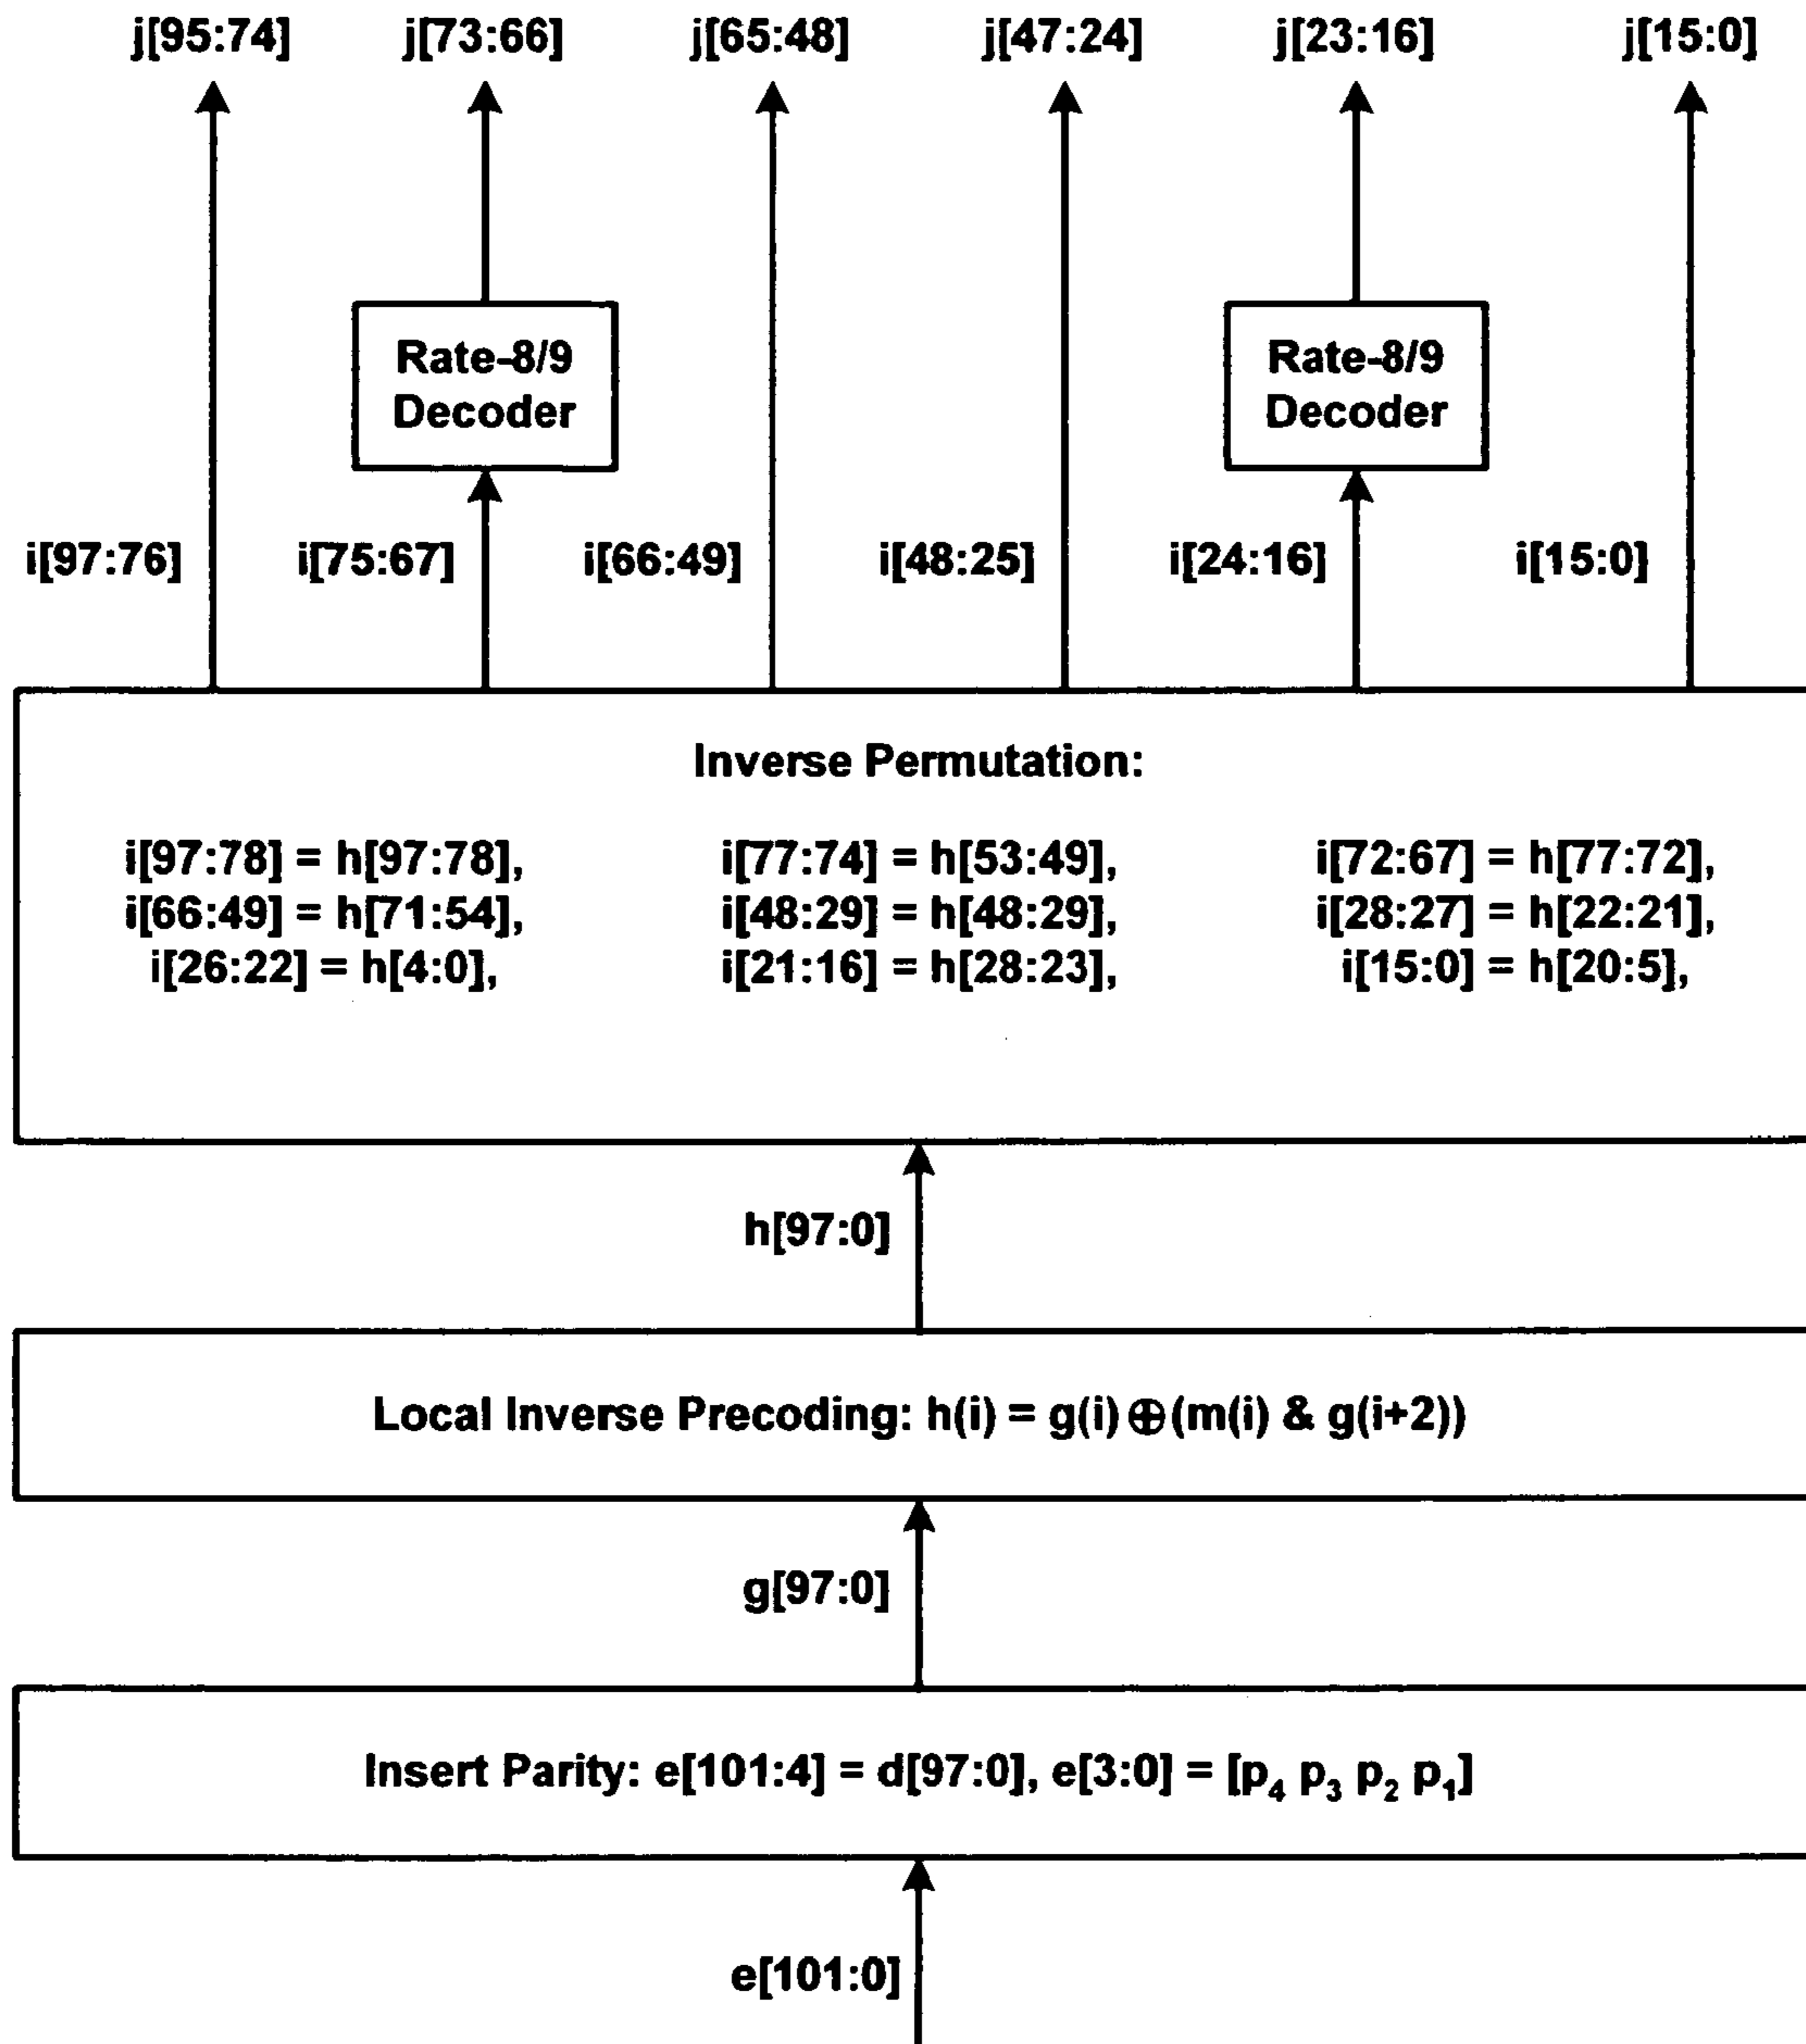 j[95:74] j[73:66] j[65:48] j[47:24] j[23:16] j[15:0]
Rate-8/9 Rate-8/9
Decoder Decoder
i[97:76] i[75:67] i[66:49] i[48:25] i[24:16] i[15:0]
Inverse Permutation:
i[97:78] = h[97:78], i[77:74] = h[53:49], i[72:67] = h[77:72],
i[66:49] = h[71:54], i[48:29] = h[48:29], i[28:27] = h[22:21],
i[26:22] = h[4:0], i[21:16] = h[28:23], i[15:0] = h[20:5],
h[97:0]
Local Inverse Precoding: h(i) = g(i)⊕(m(i) & g(i+2))
g[97:0]
Insert Parity: e[101:4] = d[97:0], e[3:0] = [p₄ p₃ p₂ p₁]
e[101:0]